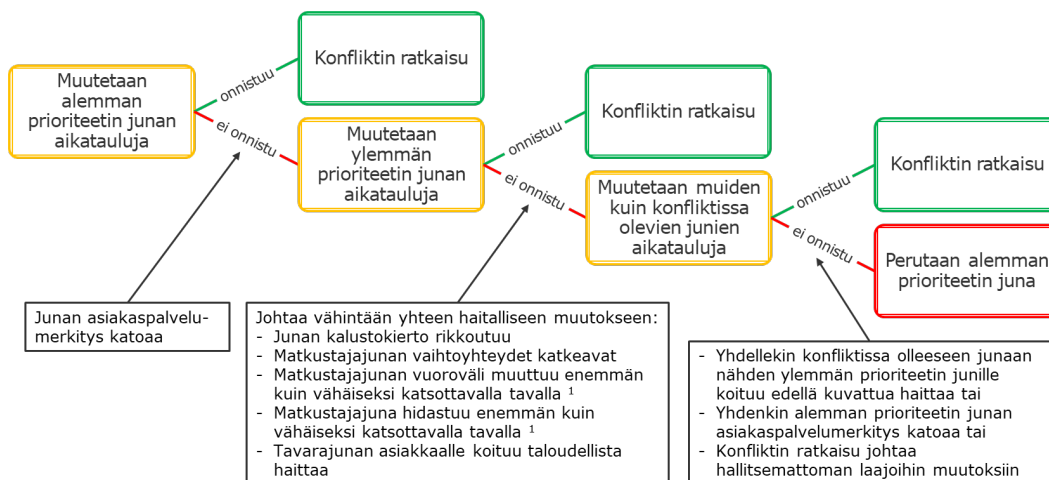 Konfliktin ratkaisu
onnistuu
Muutetaan
alemman
prioriteetin junan
aikatauluja
ei onnistu
Muutetaan
ylemmän
prioriteetin junan
aikatauluja
Konfliktin ratkaisu
onnistuu
ei onnistu
Muutetaan muiden
kuin konfliktissa
olevien junien
aikatauluja
Konfliktin ratkaisu
onnistuu
ei onnistu
Perutaan alemman
prioriteetin juna
Junan asiakaspalvelu-
merkitys katoaa
Johtaa vähintään yhteen haitalliseen muutokseen:
- Junan kalustokierto rikkoutuu
- Matkustajajunan vaihtoyhteydet katkeavat
- Matkustajajunan vuoroväli muuttuu enemmän
kuin vähäiseksi katsottavalla tavalla ¹
- Matkustajajuna hidastuu enemmän kuin
vähäiseksi katsottavalla tavalla ¹
- Tavarajunan asiakkaalle koituu taloudellista
haittaa
- Yhdellekin konfliktissa olleeseen junaan
nähden ylemmän prioriteetin junille
koituu edellä kuvattua haittaa tai
- Yhdenkin alemman prioriteetin junan
asiakaspalvelumerkitys katoaa tai
- Konfliktin ratkaisu johtaa
hallitsemattoman laajoihin muutoksiin